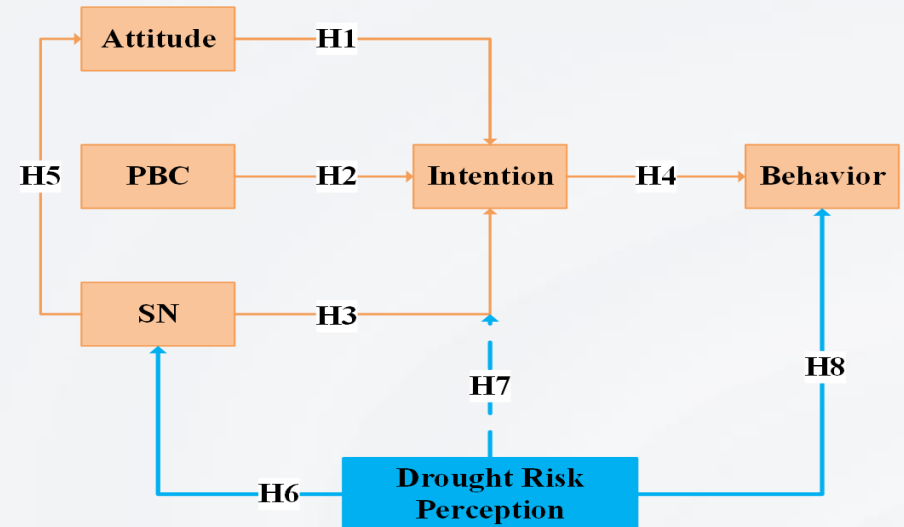 Attitude
H1
H5
PBC
H2
Intention
H4
Behavior
SN
H3
H7
H8
H6
Drought Risk
Perception